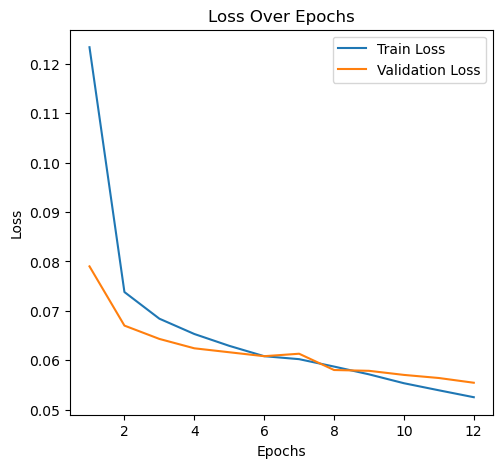 Loss Over Epochs
Train Loss
Validation Loss
0.12
0.11
0.10
0.09
0.08
0.07
0.06
0.05
Loss
2 4 6 8 10 12
Epochs